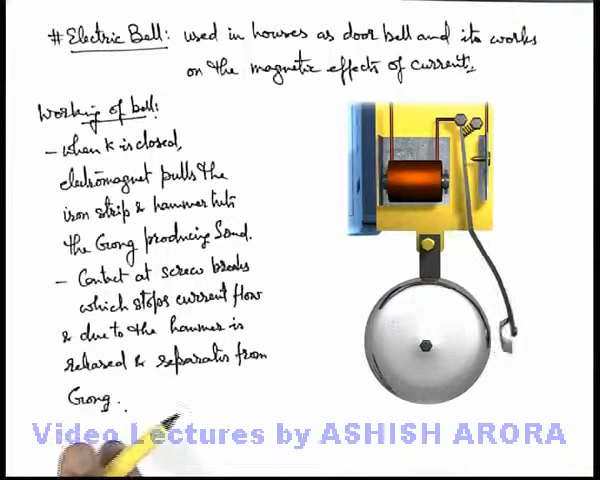 # Electric Bell: used in houses as door bell and its works
on the magnetic effects of current.
Working of bell:
- when K is closed,
electromagnet pulls the
iron strip & hammer hits
the Gong producing Sound.
- Contact at screw breaks
which stops current flow
& due to the hammer is
released & separates from
Gong.
Video Lectures by ASHISH ARORA